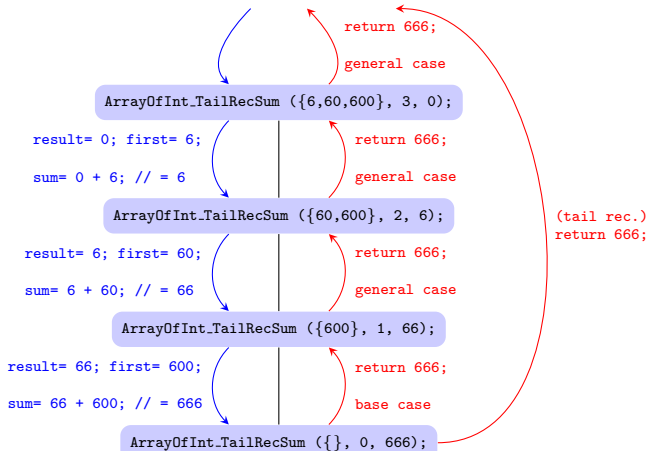 return 666;
general case
ArrayOfInt_TailRecSum ({6,60,600}, 3, 0);
result= 0; first= 6;
return 666;
sum= 0 + 6; // = 6
general case
ArrayOfInt_TailRecSum ({60,600}, 2, 6);
(tail rec.)
return 666;
result= 6; first= 60;
return 666;
sum= 6 + 60; // = 66
general case
ArrayOfInt_TailRecSum ({600}, 1, 66);
result= 66; first= 600;
return 666;
sum= 66 + 600; // = 666
base case
ArrayOfInt_TailRecSum ({}, 0, 666);